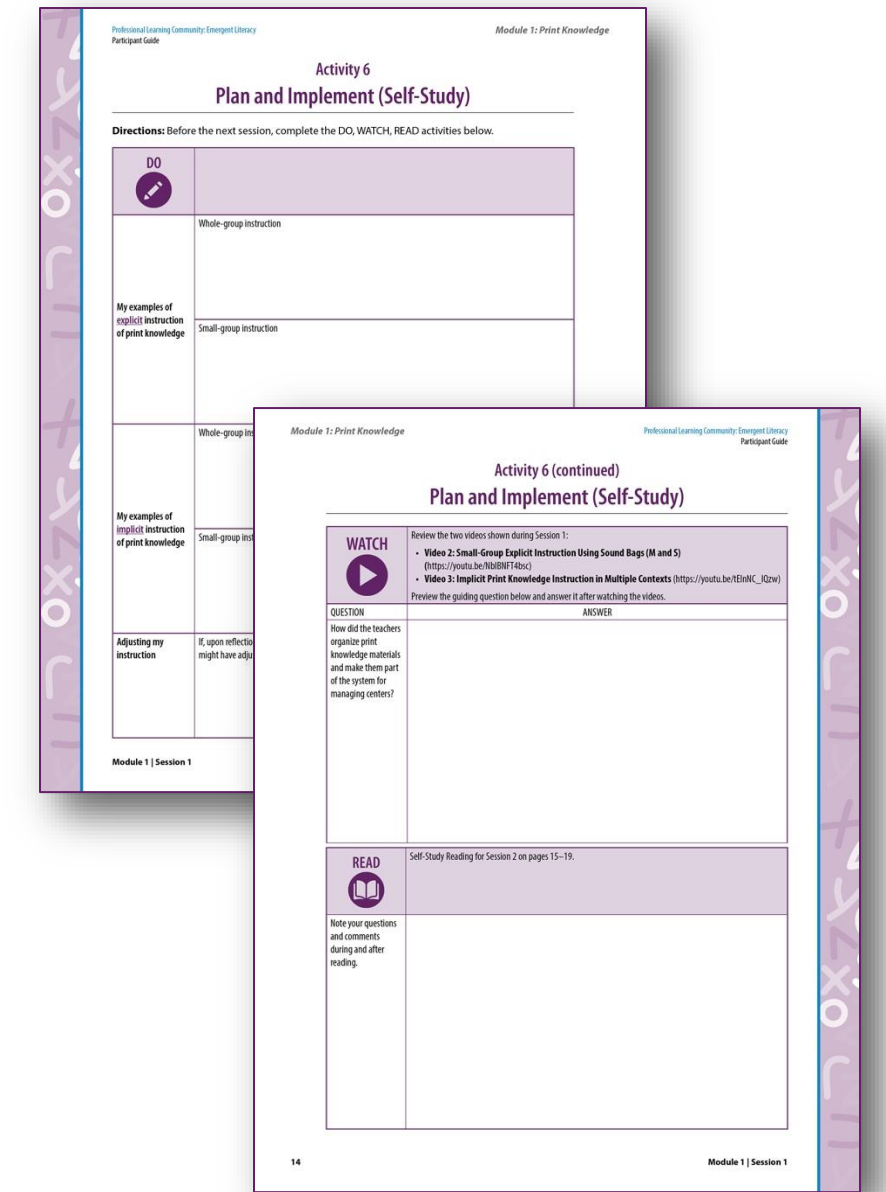 Professional Learning Community: Emergent Literacy
Participant Guide
Module 1: Print Knowledge
Activity 6
Plan and Implement (Self-Study)
Directions: Before the next session, complete the DO, WATCH, READ activities below.
DO
Whole-group instruction
My examples of
explicit instruction
of print knowledge
Small-group instruction
Whole-group ins
My examples of
implicit instruction
of print knowledge
Small-group inst
Adjusting my
instruction
If, upon reflectio
might have adju
Module 1 | Session 1
Module 1: Print Knowledge
Professional Learning Community: Emergent Literacy
Participant Guide
Activity 6 (continued)
Plan and Implement (Self-Study)
WATCH
Review the two videos shown during Session 1:
• Video 2: Small-Group Explicit Instruction Using Sound Bags (M and S)
(https://youtu.be/NblBNFT4bsc)
• Video 3: Implicit Print Knowledge Instruction in Multiple Contexts (https://youtu.be/tElnNC_IQzw)
Preview the guiding question below and answer it after watching the videos.
QUESTION
ANSWER
How did the teachers
organize print
knowledge materials
and make them part
of the system for
managing centers?
READ
Self-Study Reading for Session 2 on pages 15–19.
Note your questions
and comments
during and after
reading.
14
Module 1 | Session 1